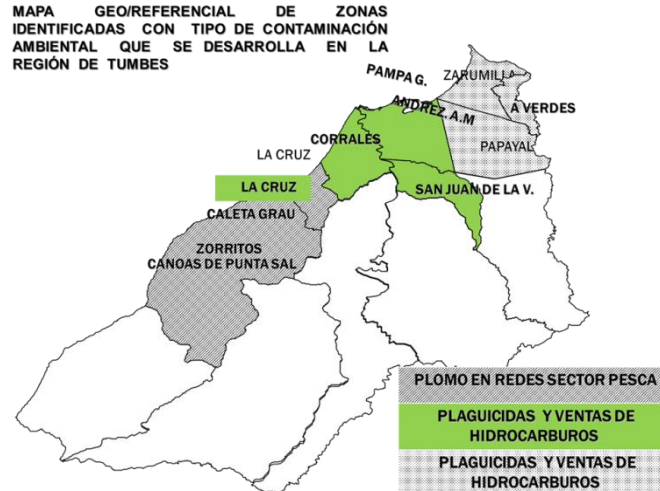 MAPA GEO/REFERENCIAL DE ZONAS
IDENTIFICADAS CON TIPO DE CONTAMINACIÓN
AMBIENTAL QUE SE DESARROLLA EN LA
REGIÓN DE TUMBES
PAMPA G.
ZARUMILLA
ANDREZ. A.M
A VERDES
CORRALES
PAPAYAL
LA CRUZ
LA CRUZ
SAN JUAN DE LA V.
CALETA GRAU
ZORRITOS
CANOAS DE PUNTA SAL
PLOMO EN REDES SECTOR PESCA
PLAGUICIDAS Y VENTAS DE
HIDROCARBUROS
PLAGUICIDAS Y VENTAS DE
HIDROCARBUROS